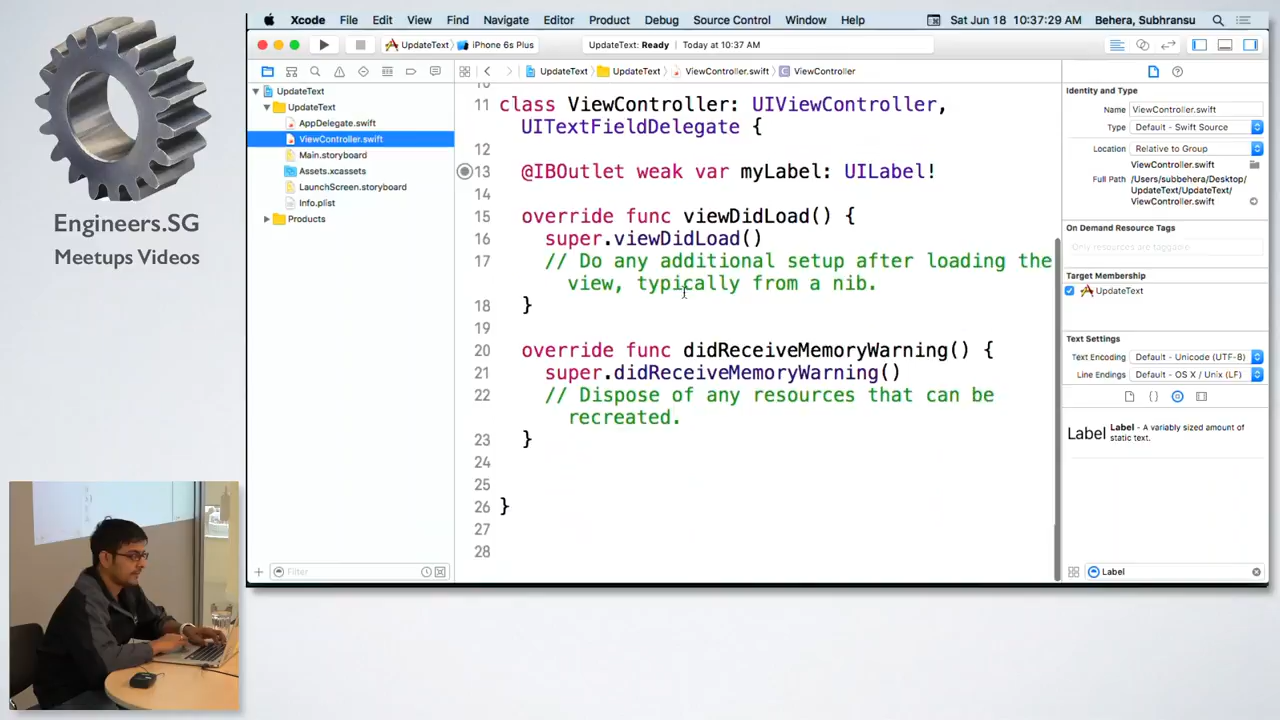 Xcode File Edit View Find Navigate Editor Product Debug Source Control Window Help
Sat Jun 18 10:37:29 AM Behera, Subhransu
UpdateText iPhone 6s Plus
UpdateText: Ready Today at 10:37 AM
UpdateText UpdateText ViewController.swift ViewController
UpdateText
UpdateText
AppDelegate.swift
ViewController.swift
Main.storyboard
Assets.xcassets
LaunchScreen.storyboard
Info.plist
Products
Filter
11 class ViewController: UIViewController,
UITextFieldDelegate {
12
13 @IBOutlet weak var myLabel: UILabel!
14
15 override func viewDidLoad() {
16 super.viewDidLoad()
17 // Do any additional setup after loading the
view, typically from a nib.
18 }
19
20 override func didReceiveMemoryWarning() {
21 super.didReceiveMemoryWarning()
22 // Dispose of any resources that can be
recreated.
23 }
24
25
26 }
27
28
Identity and Type
Name ViewController.swift
Type Default - Swift Source
Location Relative to Group
ViewController.swift
Full Path /Users/subbehera/Desktop/
UpdateText/UpdateText/
ViewController.swift
On Demand Resource Tags
Only resources are taggable
Target Membership
UpdateText
Text Settings
Text Encoding Default - Unicode (UTF-8)
Line Endings Default - OS X / Unix (LF)
Label Label - A variably sized amount of
static text.
Label
Engineers.SG
Meetups Videos